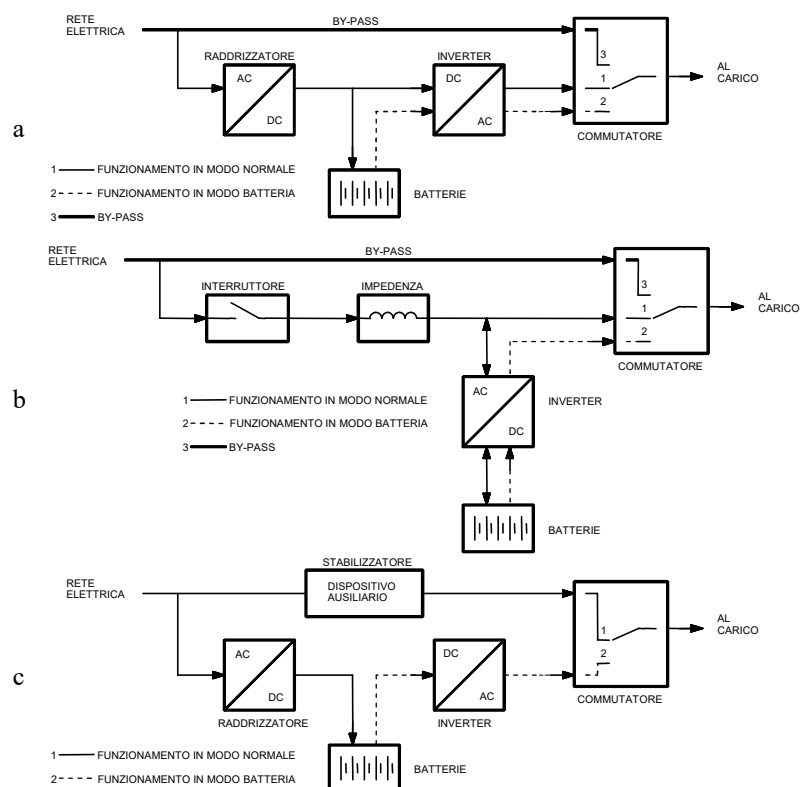 RETE
ELETTRICA
BY-PASS
RADDRIZZATORE
INVERTER
AC
DC
DC
AC
3
1
2
AL
CARICO
COMMUTATORE
a
1 FUNZIONAMENTO IN MODO NORMALE
2 FUNZIONAMENTO IN MODO BATTERIA
3 BY-PASS
BATTERIE
RETE
ELETTRICA
BY-PASS
INTERRUTTORE
IMPEDENZA
3
1
2
AL
CARICO
COMMUTATORE
AC
DC
INVERTER
b
1 FUNZIONAMENTO IN MODO NORMALE
2 FUNZIONAMENTO IN MODO BATTERIA
3 BY-PASS
BATTERIE
STABILIZZATORE
RETE
ELETTRICA
DISPOSITIVO
AUSILIARIO
1
2
AL
CARICO
COMMUTATORE
AC
DC
RADDRIZZATORE
DC
AC
INVERTER
c
1 FUNZIONAMENTO IN MODO NORMALE
2 FUNZIONAMENTO IN MODO BATTERIA
BATTERIE